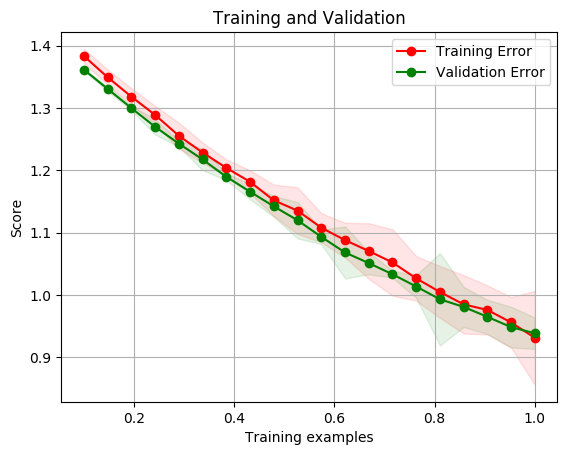 Training and Validation
Training Error
Validation Error
Score
1.4
1.3
1.2
1.1
1.0
0.9
0.2
0.4
0.6
0.8
1.0
Training examples